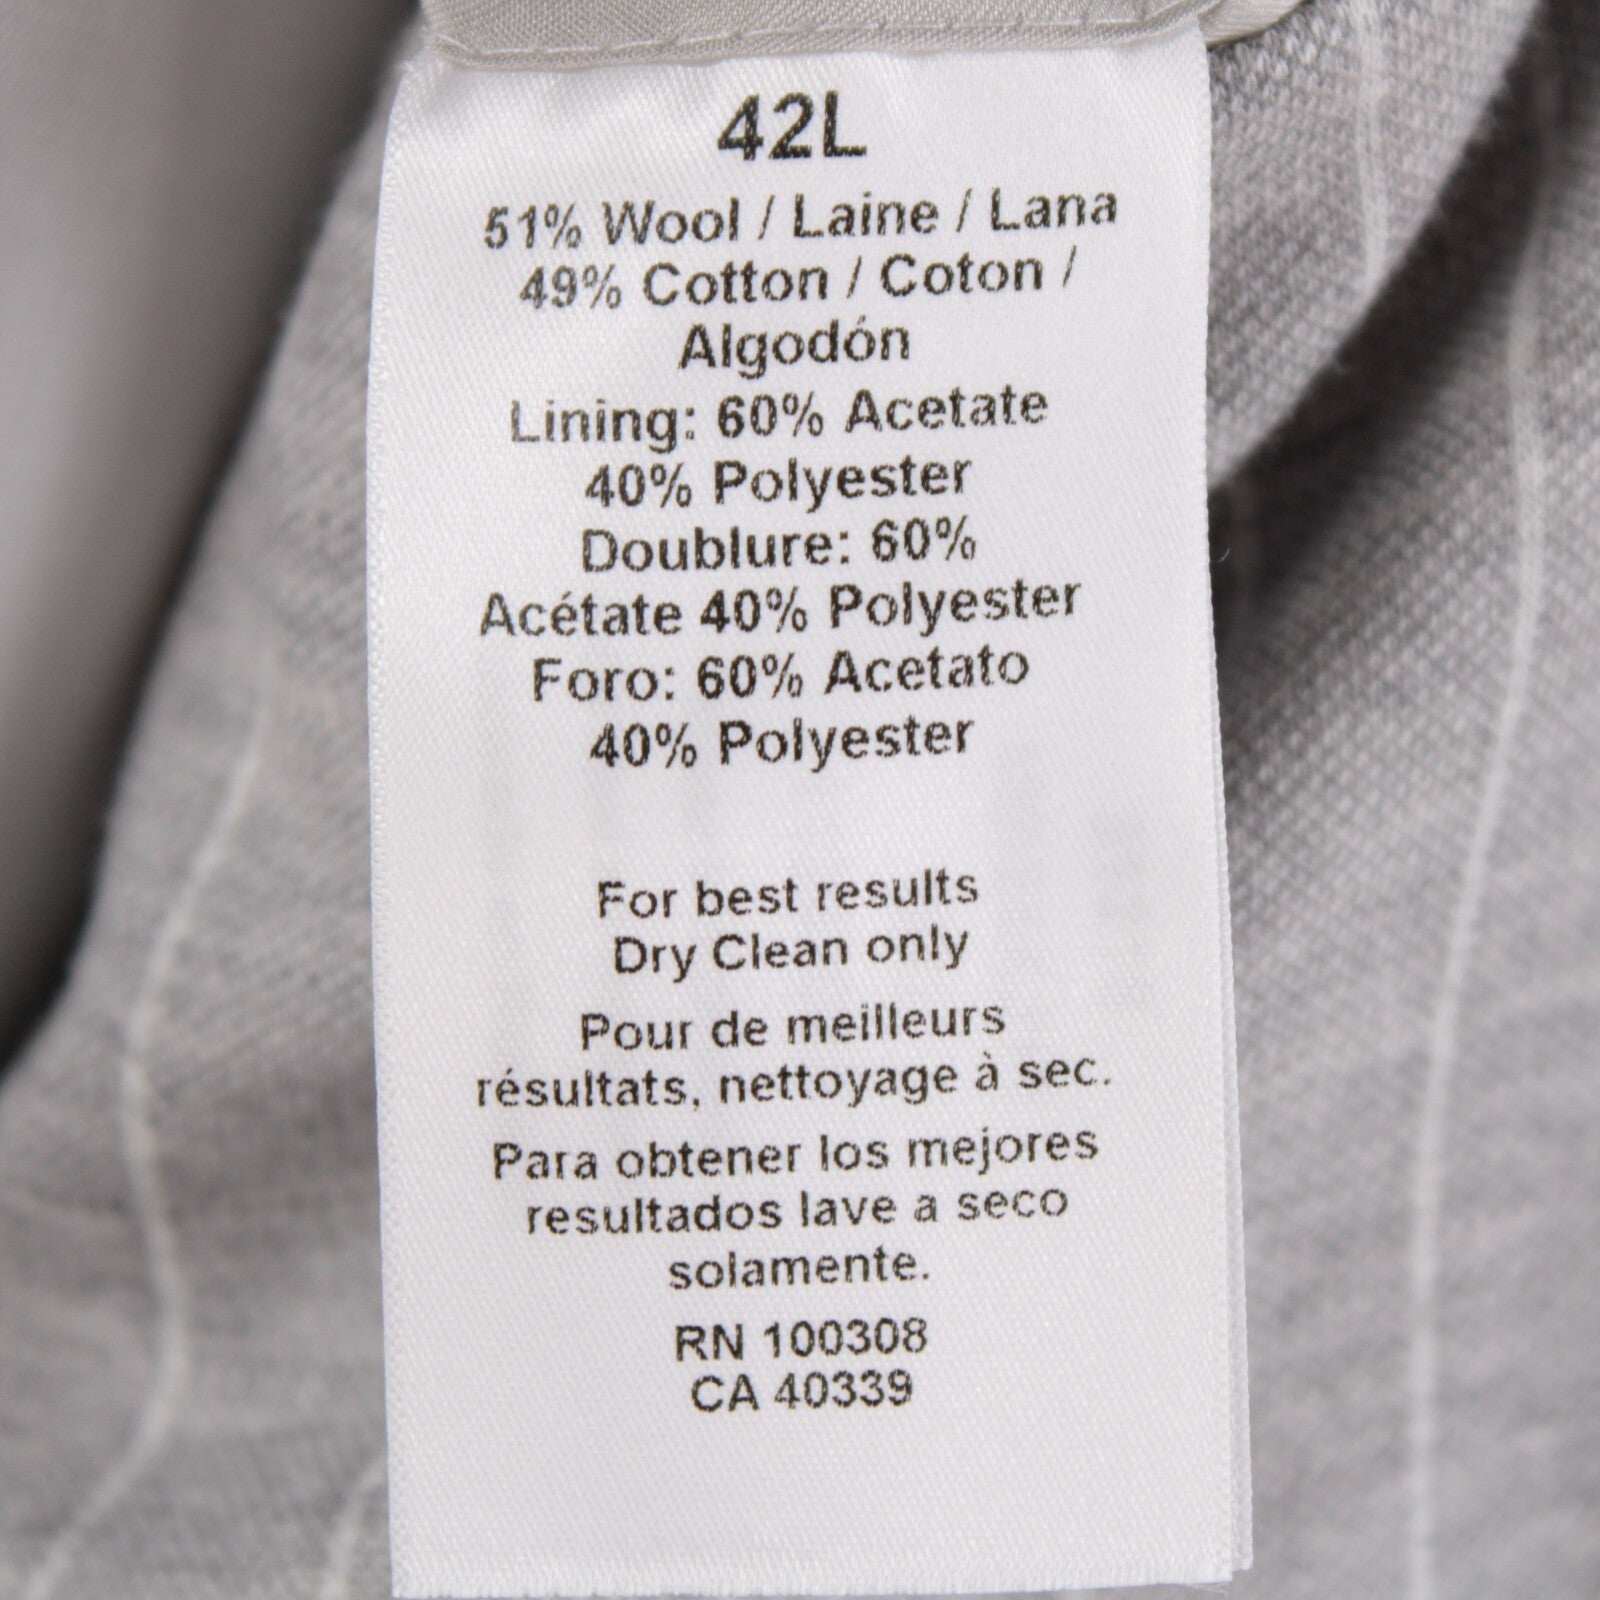 42L
51% Wool / Laine / Lana
49% Cotton / Coton /
Algodón
Lining: 60% Acetate
40% Polyester
Doublure: 60%
Acétate 40% Polyester
Foro: 60% Acetato
40% Polyester
For best results
Dry Clean only
Pour de meilleurs
résultats, nettoyage à sec.
Para obtener los mejores
resultados lave a seco
solamente.
RN 100308
CA 40339